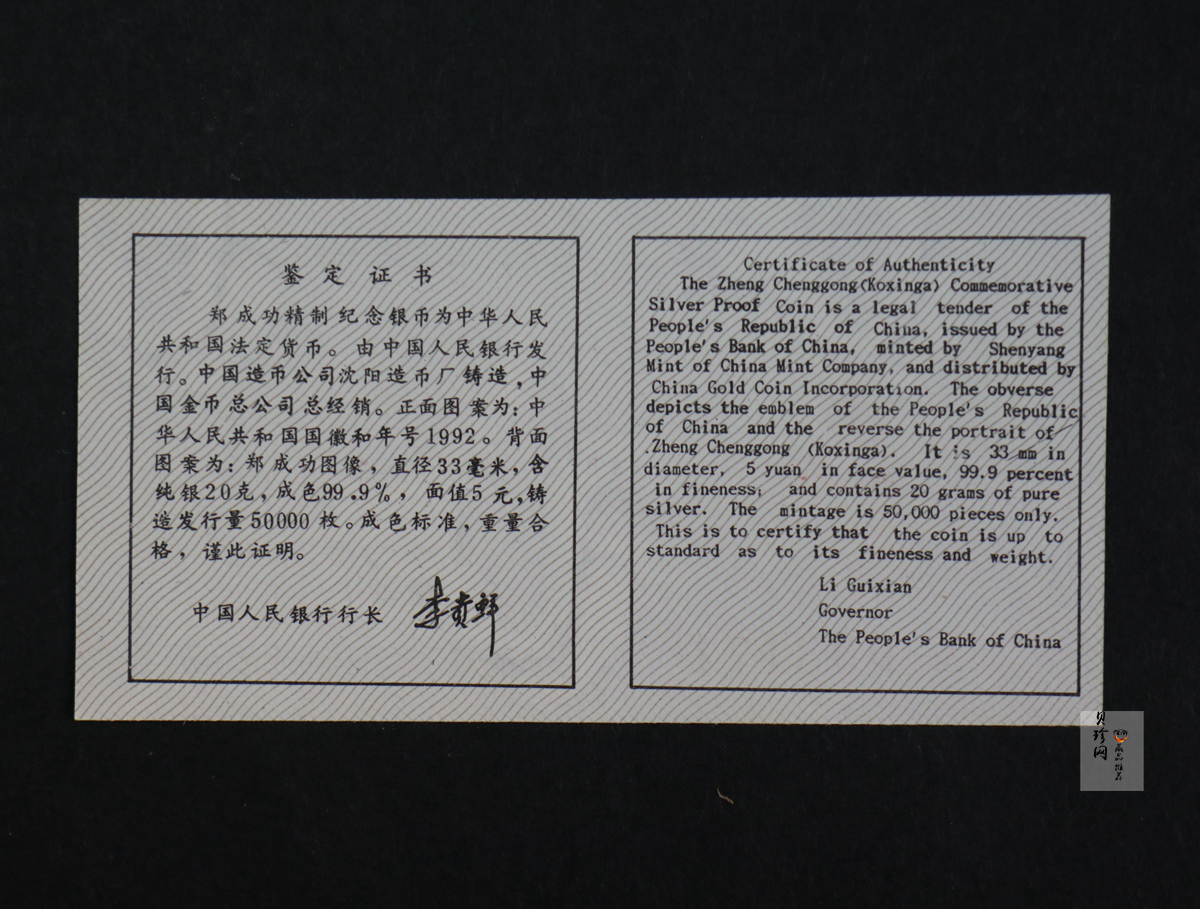 鉴定证书
郑成功精制纪念银币为中华人民
共和国法定货币。由中国人民银行发
行。中国造币公司沈阳造币厂铸造，中
国金币总公司总经销。正面图案为：中
华人民共和国国徽和年号1992。背面
图案为：郑成功图像，直径33毫米，含
纯银20克，成色99.9%，面值5元，铸
造发行量50000枚。成色标准，重量合
格，谨此证明。
中国人民银行行长 李贵鲜
Certificate of Authenticity
The Zheng Chenggong(Koxinga) Commemorative
Silver Proof Coin is a legal tender of the
People's Republic of China, issued by the
People's Bank of China, minted by Shenyang
Mint of China Mint Company, and distributed by
China Gold Coin Incorporation. The obverse
depicts the emblem of the People's Republic
of China and the reverse the portrait of
Zheng Chenggong (Koxinga). It is 33 mm in
diameter, 5 yuan in face value, 99.9 percent
in fineness; and contains 20 grams of pure
silver. The mintage is 50,000 pieces only.
This is to certify that the coin is up to
standard as to its fineness and weight.
Li Guixian
Governor
The People's Bank of China
贝珍网
藏品推荐